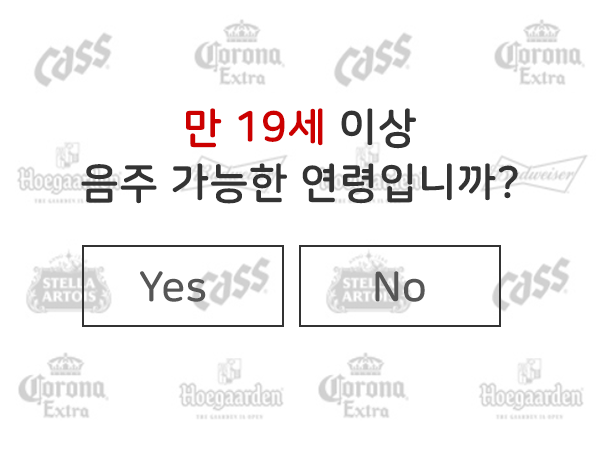 cass Corona Extra cass Corona Extra
만 19세 이상
Hoegaarden Budweiser Hoegaarden Budweiser
음주 가능한 연령입니까?
STELLA ARTOIS cass STELLA ARTOIS cass
Yes No
Corona Extra Hoegaarden Corona Extra Hoegaarden